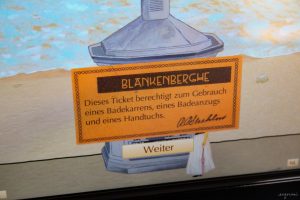 BLANKENBERGHE
Dieses Ticket berechtigt zum Gebrauch
eines Badekarrens, eines Badeanzugs
und eines Handtuchs.
Weiter